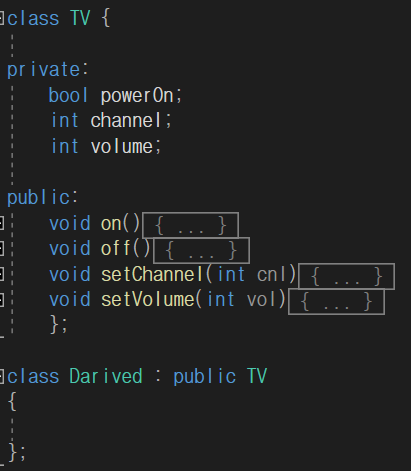 class TV {
private:
bool powerOn;
int channel;
int volume;
public:
void on(){ ... }
void off(){ ... }
void setChannel(int cnl){ ... }
void setVolume(int vol){ ... }
};
class Darived : public TV
{
};